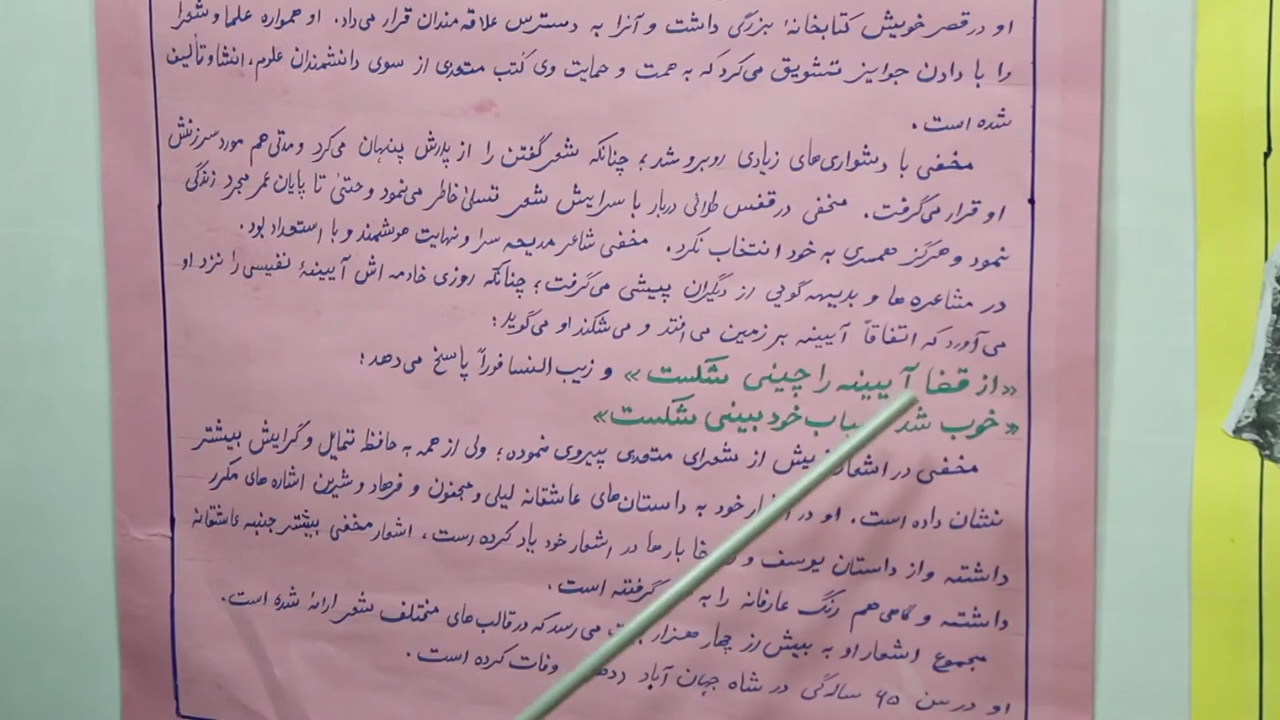 او در قصر خویش کتابخانهٔ بزرگی داشت و آنرا به دسترس علاقه‌مندان قرار می‌داد. او همواره علما و شعرا
را با دادن جوایز تشویق می‌کرد که به همت و حمایت وی کتب متعددی از سوی دانشمندان علوم، انشا و تألیف
شده است.
مخفی با دشواری‌های زیادی روبرو شد؛ چنانکه شعر گفتن را از پدرش پنهان می‌کرد و مدتی هم مورد سرزنش
او قرار می‌گرفت. مخفی در قفس طلائی دربار با سرایش شعر تسلیٔ خاطر می‌نمود و حتیٰ تا پایان عمر مجرد زندگی
نمود و هرگز همسری به خود انتخاب نکرد. مخفی شاعر مدیحه سرا و نهایت هوشمند و با استعداد بود.
در مشاعره ها و بدیهه گویی از دیگران پیشی می‌گرفت؛ چنانکه روزی خادمه اش آیینهٔ نفیسی را نزد او
می‌آورد که اتفاقاً آیینه بر زمین می‌افتد و می‌شکند او می‌گوید:
«از قضا آیینه را چینی شکست» و زیب النسا فوراً پاسخ می‌دهد:
«خوب شد باب خود بینی شکست»
مخفی در اشعار از شعرای متعددی پیروی نموده؛ ولی از همه به حافظ تمایل و گرایش بیشتر
نشان داده است. او در خود به داستان‌های عاشقانه لیلی و مجنون و فرهاد و شرین اشاره های مکرر
داشته و از داستان یوسف و بارها در اشعار خود یاد کرده است، اشعار مخفی بیشتر جنبه عاشقانه
داشته و گاهی هم رنگ عارفانه را به گرفته است.
مجموع اشعار او به بیش از چهار هزار می رسد که در قالب‌های مختلف شعر ارائه شده است.
او در سن ۶۵ سالگی در شاه جهان آباد وفات کرده است.